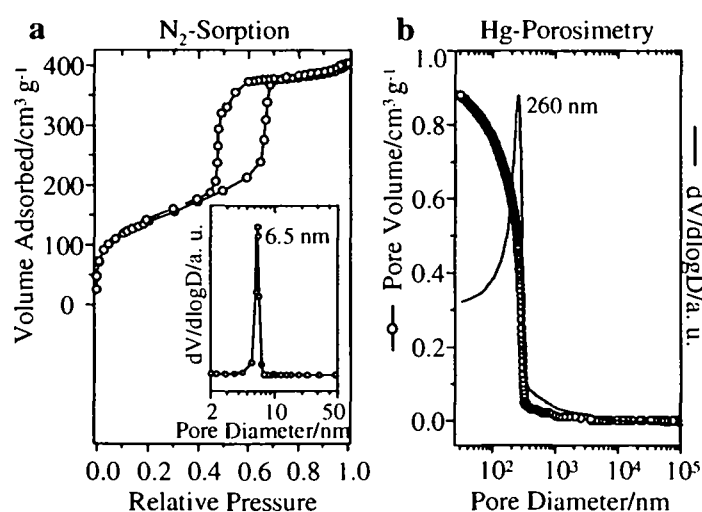 a
N₂-Sorption
Volume Adsorbed/cm³ g⁻¹
400
300
200
100
0
0.0 0.2 0.4 0.6 0.8 1.0
Relative Pressure
6.5 nm
dV/dlogD/a. u.
2 10 50
Pore Diameter/nm
b
Hg-Porosimetry
Pore Volume/cm³ g⁻¹
1.0
0.8
0.6
0.4
0.2
0.0
260 nm
dV/dlogD/a. u.
10² 10³ 10⁴ 10⁵
Pore Diameter/nm